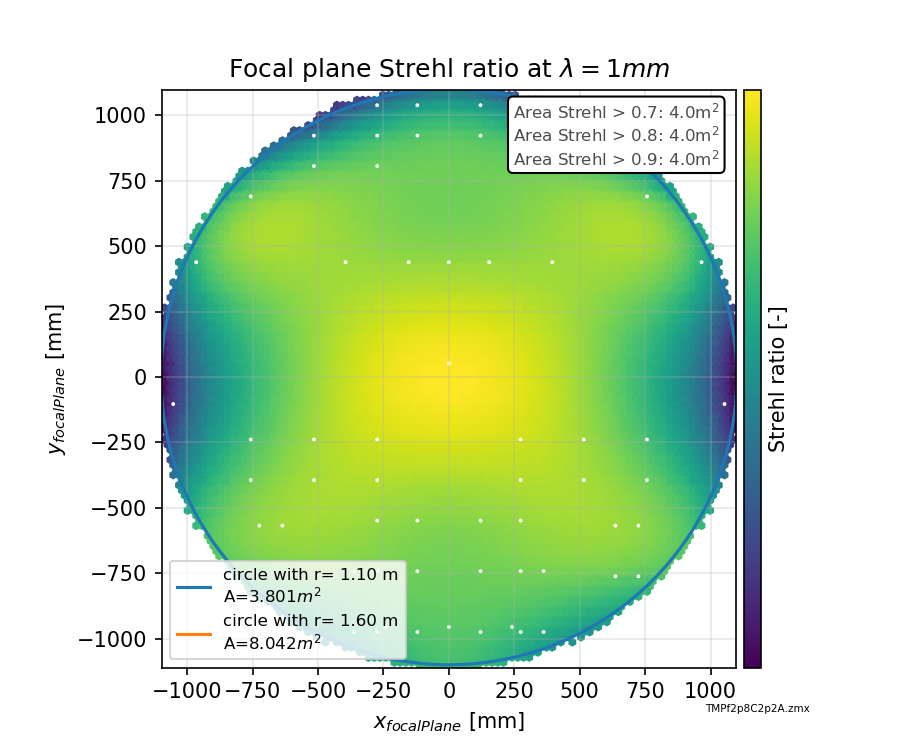 Focal plane Strehl ratio at λ = 1mm
Area Strehl > 0.7: 4.0m²
Area Strehl > 0.8: 4.0m²
Area Strehl > 0.9: 4.0m²
1000
750
500
250
0
−250
−500
−750
−1000
y_focalPlane [mm]
Strehl ratio [-]
circle with r= 1.10 m
A=3.801m²
circle with r= 1.60 m
A=8.042m²
−1000 −750 −500 −250 0 250 500 750 1000
TMPf2p8C2p2A.zmx
x_focalPlane [mm]